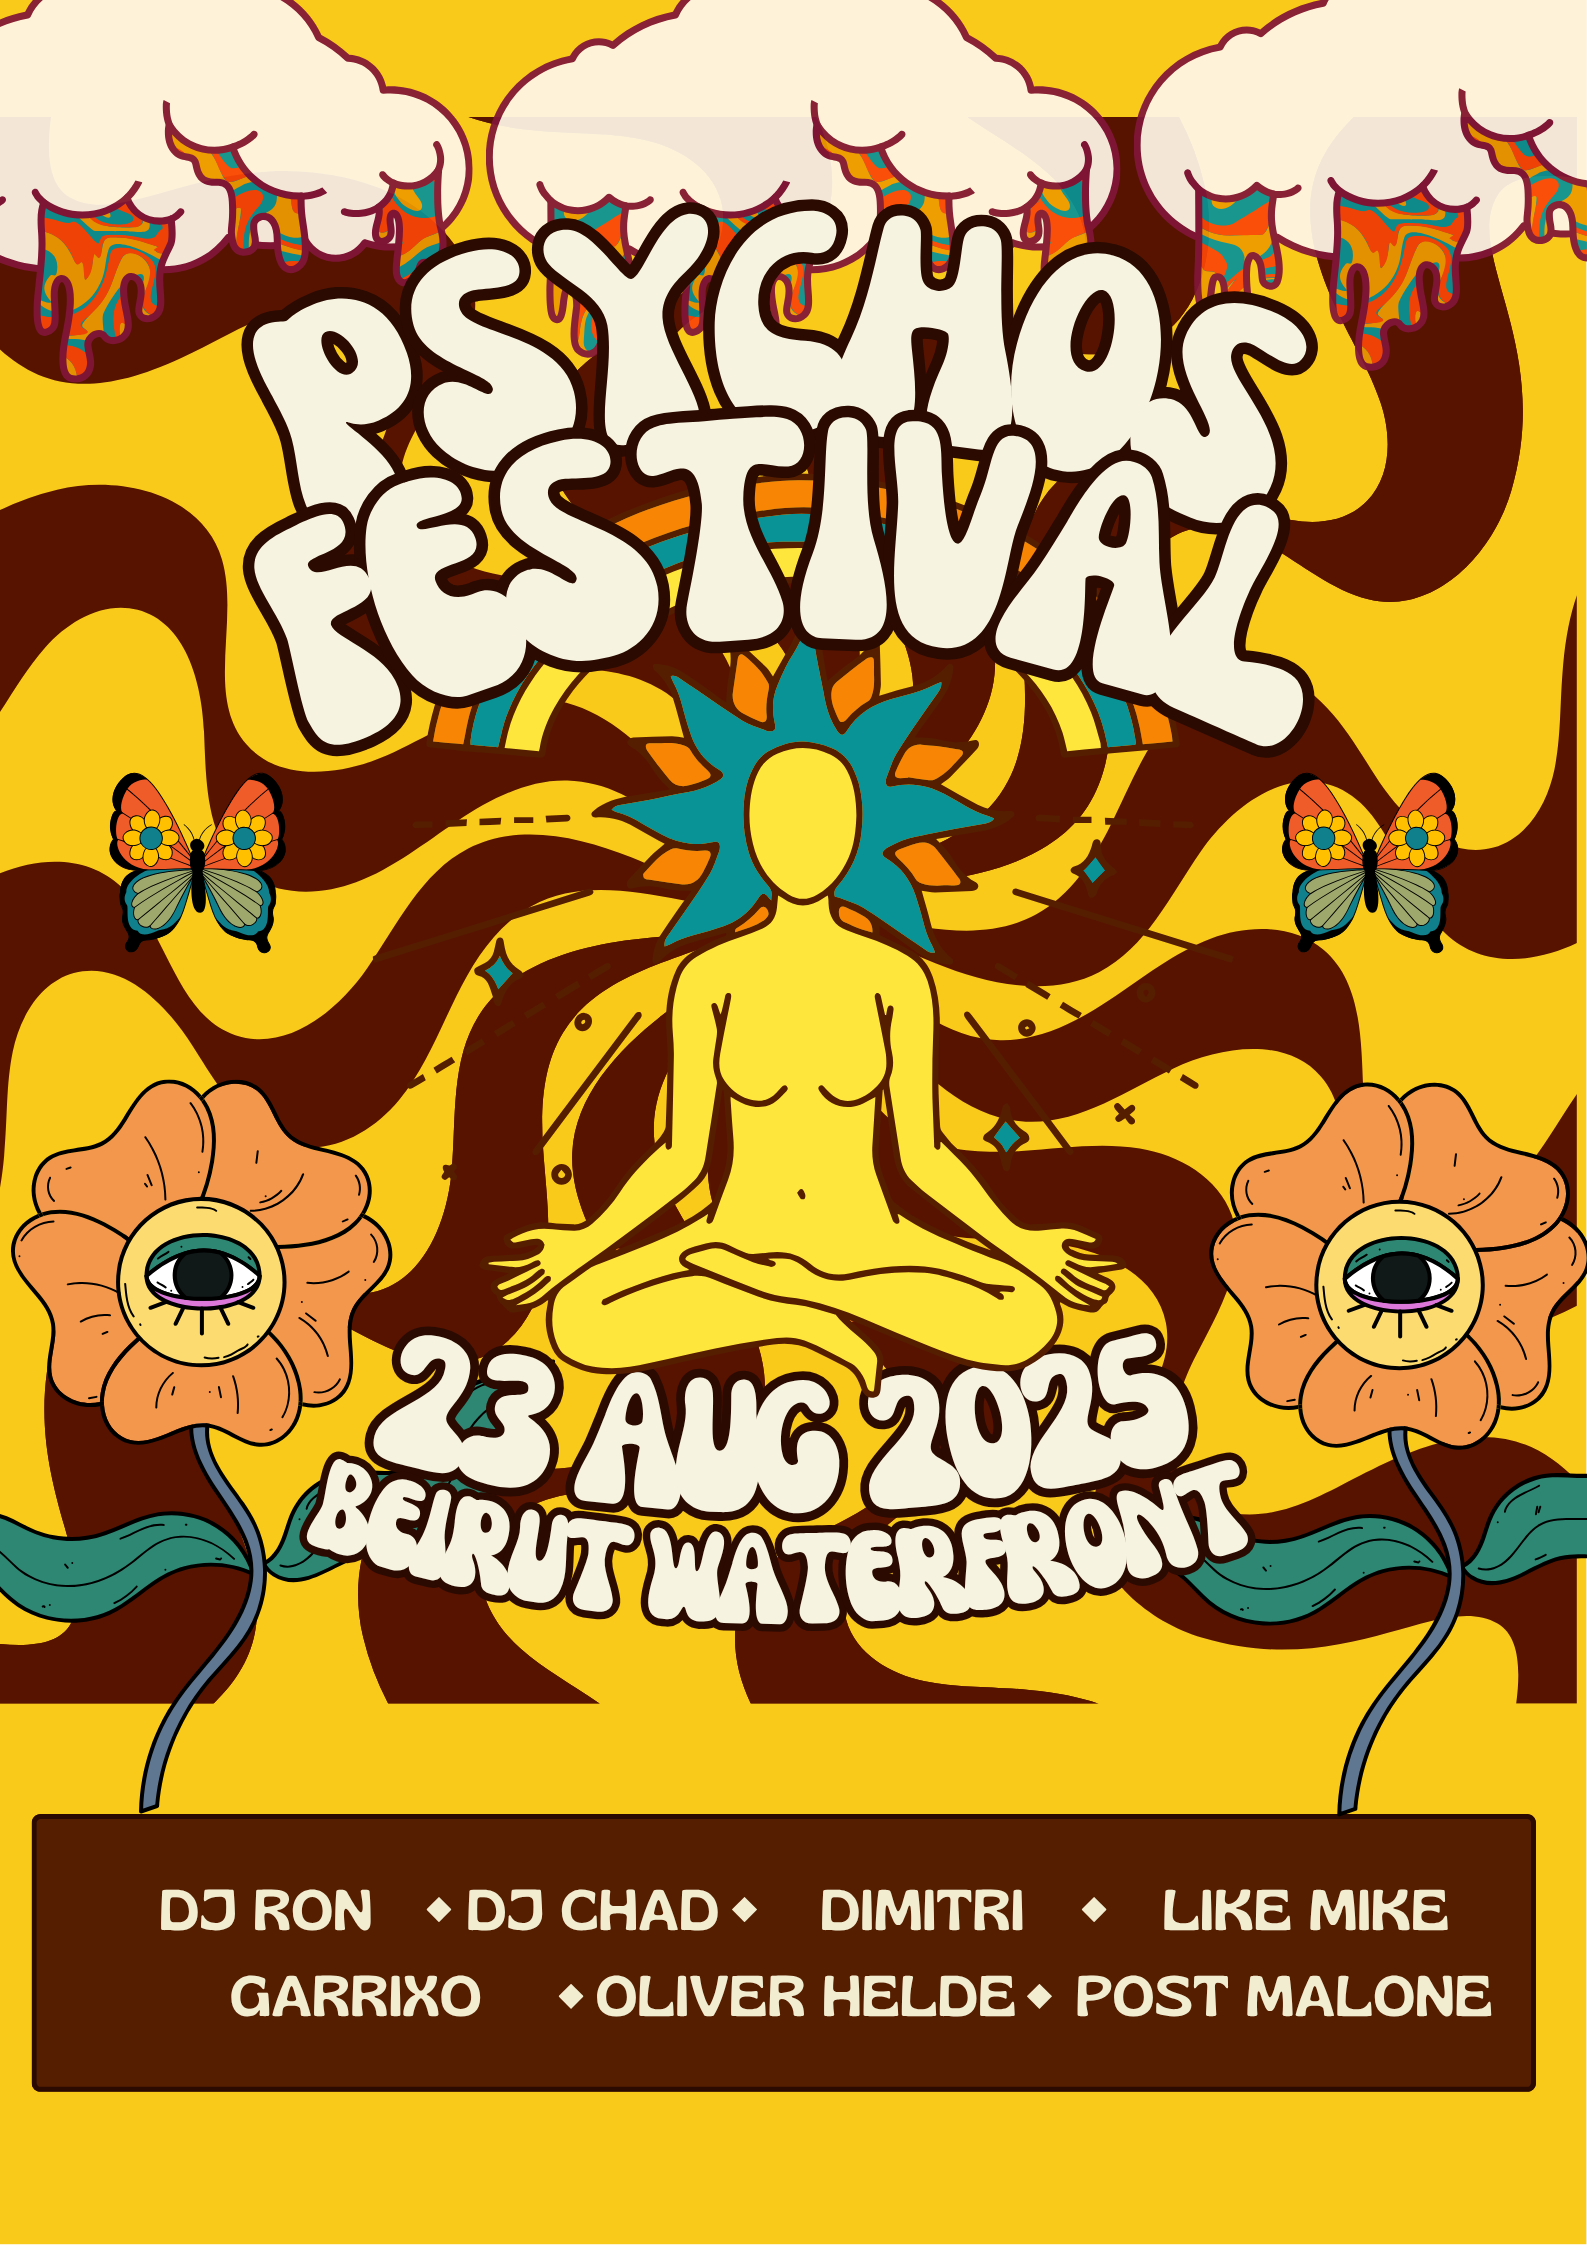 PSYCHOS
FESTIVAL
23 AUG 2025
BEIRUT WATERFRONT
DJ RON ◆ DJ CHAD ◆ DIMITRI ◆ LIKE MIKE
GARRIXO ◆ OLIVER HELDE ◆ POST MALONE